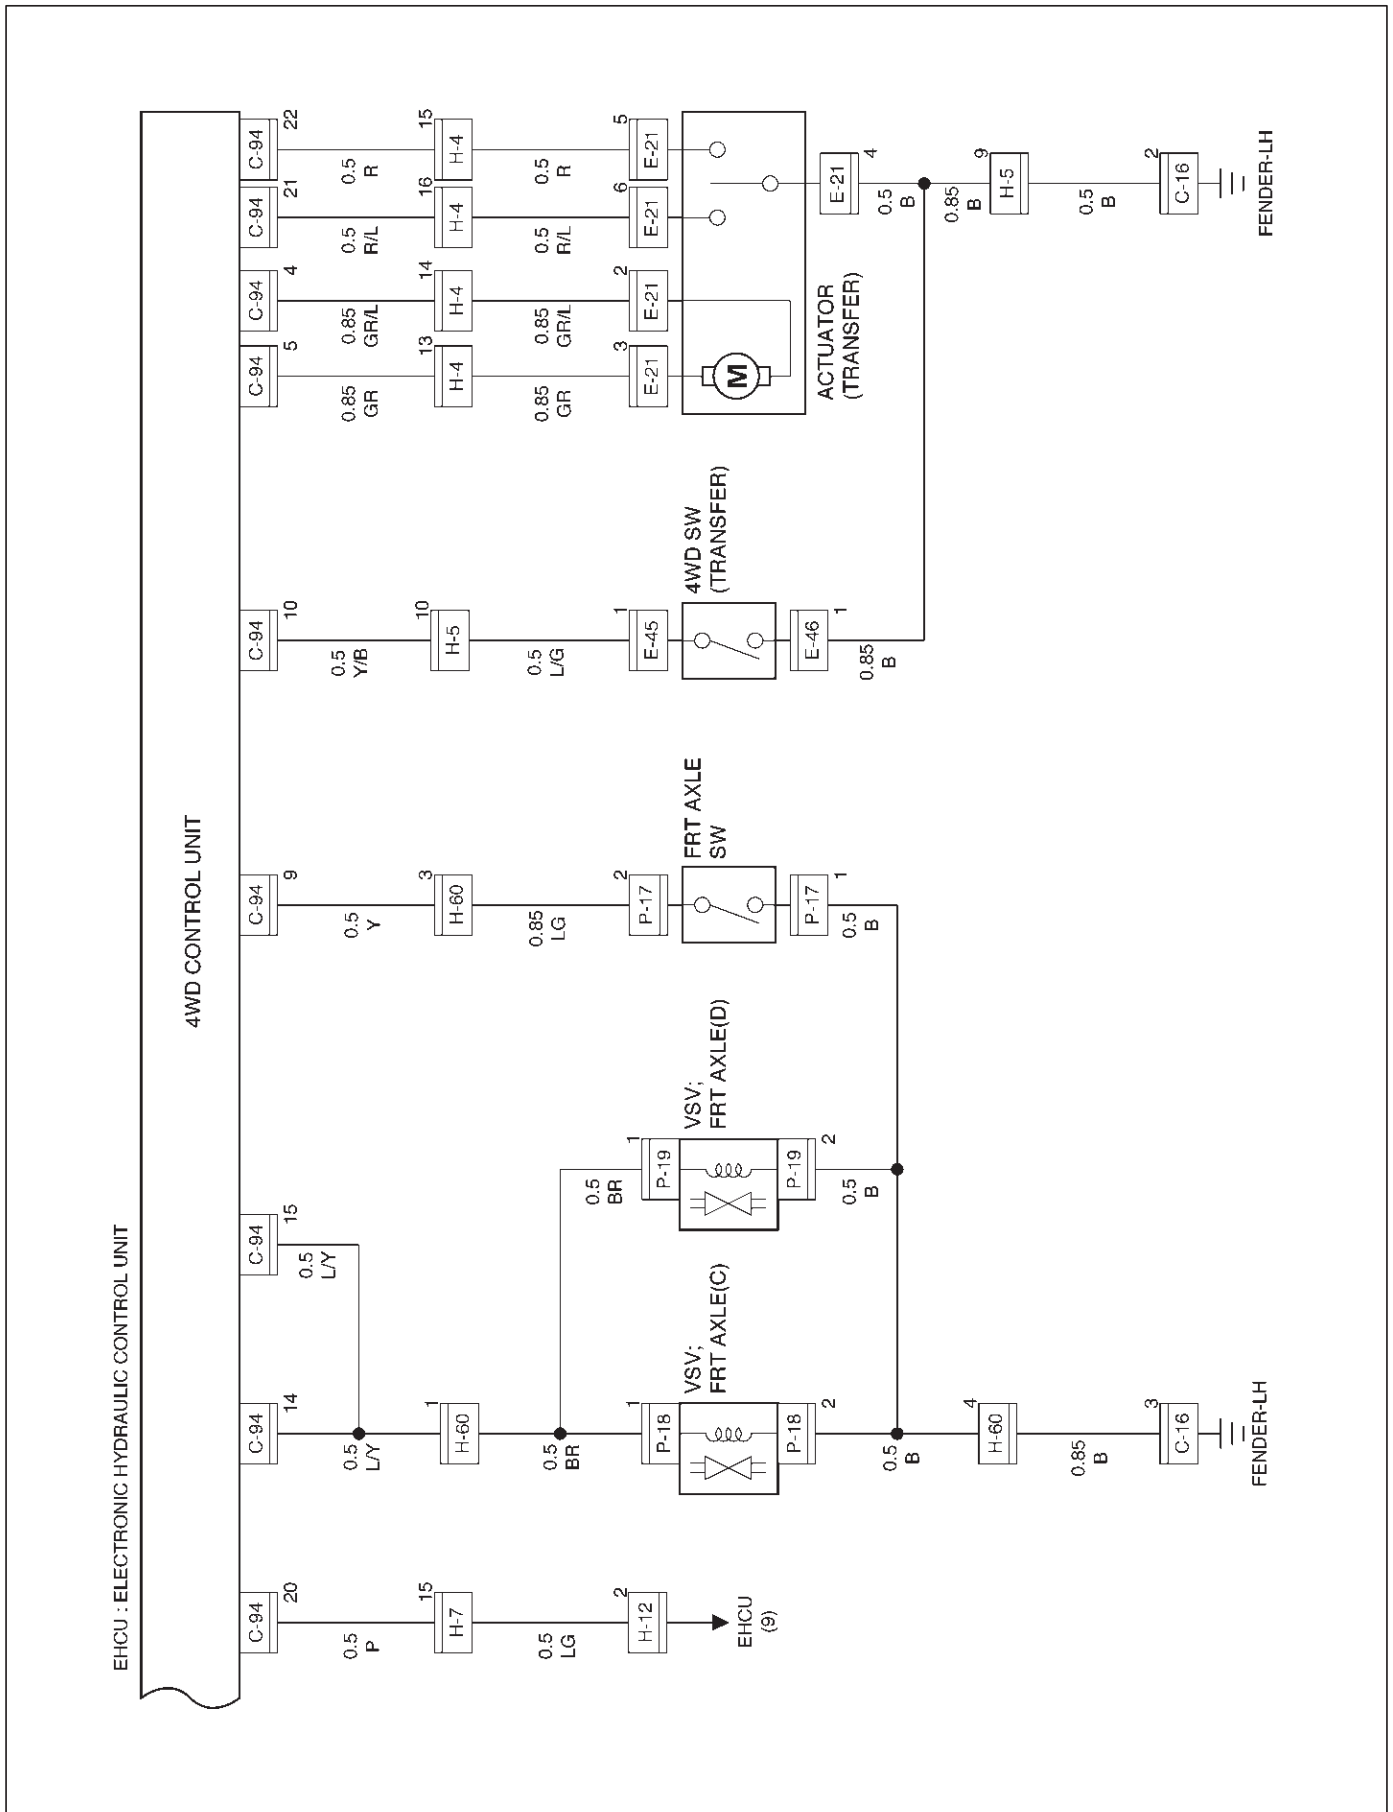 EHCU : ELECTRONIC HYDRAULIC CONTROL UNIT
4WD CONTROL UNIT
C-94
20
0.5
P
H-7
15
0.5
LG
H-12
2
EHCU
(9)
C-94
14
0.5
L/Y
C-94
15
0.5
L/Y
H-60
1
0.5
BR
P-18
1
VSV;
FRT AXLE(C)
P-18
2
0.5
B
H-60
4
0.85
B
C-16
3
FENDER-LH
0.5
BR
P-19
1
VSV;
FRT AXLE(D)
P-19
2
0.5
B
C-94
9
0.5
Y
H-60
3
0.85
LG
P-17
2
FRT AXLE
SW
P-17
1
0.5
B
C-94
10
0.5
Y/B
H-5
10
0.5
L/G
E-45
1
4WD SW
(TRANSFER)
E-46
1
0.85
B
C-94
5
0.85
GR
H-4
13
0.85
GR
E-21
3
C-94
4
0.85
GR/L
H-4
14
0.85
GR/L
E-21
2
C-94
21
0.5
R/L
H-4
16
0.5
R/L
E-21
6
C-94
22
0.5
R
H-4
15
0.5
R
E-21
5
M
ACTUATOR
(TRANSFER)
E-21
4
0.5
B
0.85
B
H-5
9
0.5
B
C-16
2
FENDER-LH